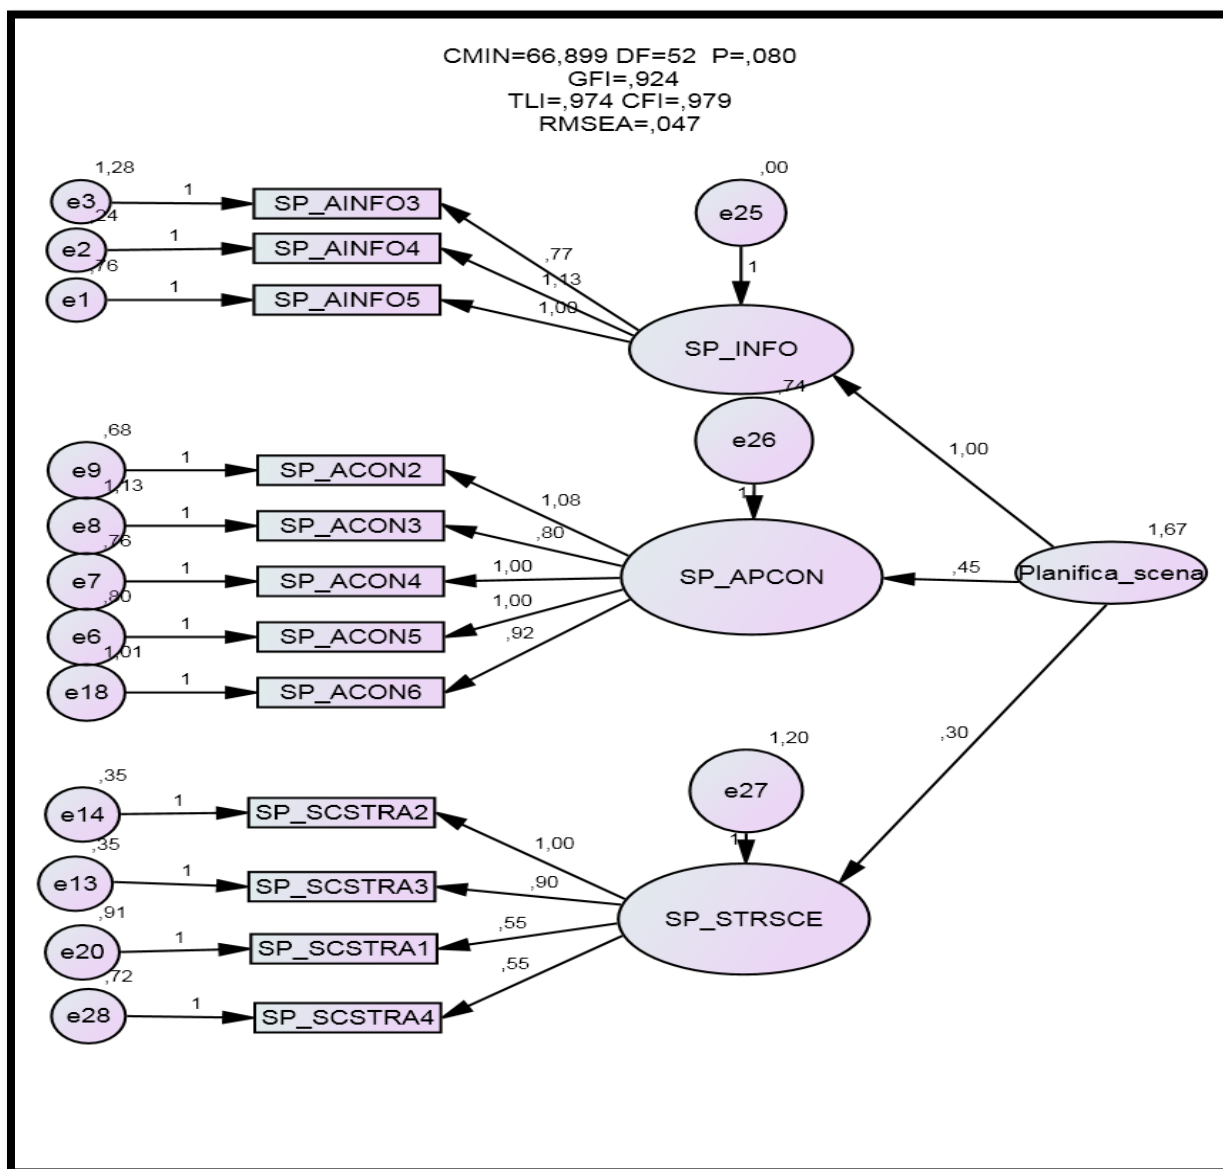 CMIN=66,899 DF=52 P=,080
GFI=,924
TLI=,974 CFI=,979
RMSEA=,047
1,28
e3
1
SP_AINFO3
,24
e2
1
SP_AINFO4
,76
e1
1
SP_AINFO5
,77
1,13
1,00
,00
e25
1
SP_INFO
,74
e26
1
,68
e9
1
SP_ACON2
1,13
e8
1
SP_ACON3
,76
e7
1
SP_ACON4
,80
e6
1
SP_ACON5
1,01
e18
1
SP_ACON6
1,08
,80
1,00
1,00
,92
SP_APCON
1,00
,45
,30
1,67
Planifica_scena
,35
e14
1
SP_SCSTRA2
,35
e13
1
SP_SCSTRA3
,91
e20
1
SP_SCSTRA1
,72
e28
1
SP_SCSTRA4
1,00
,90
,55
,55
1,20
e27
1
SP_STRSCE